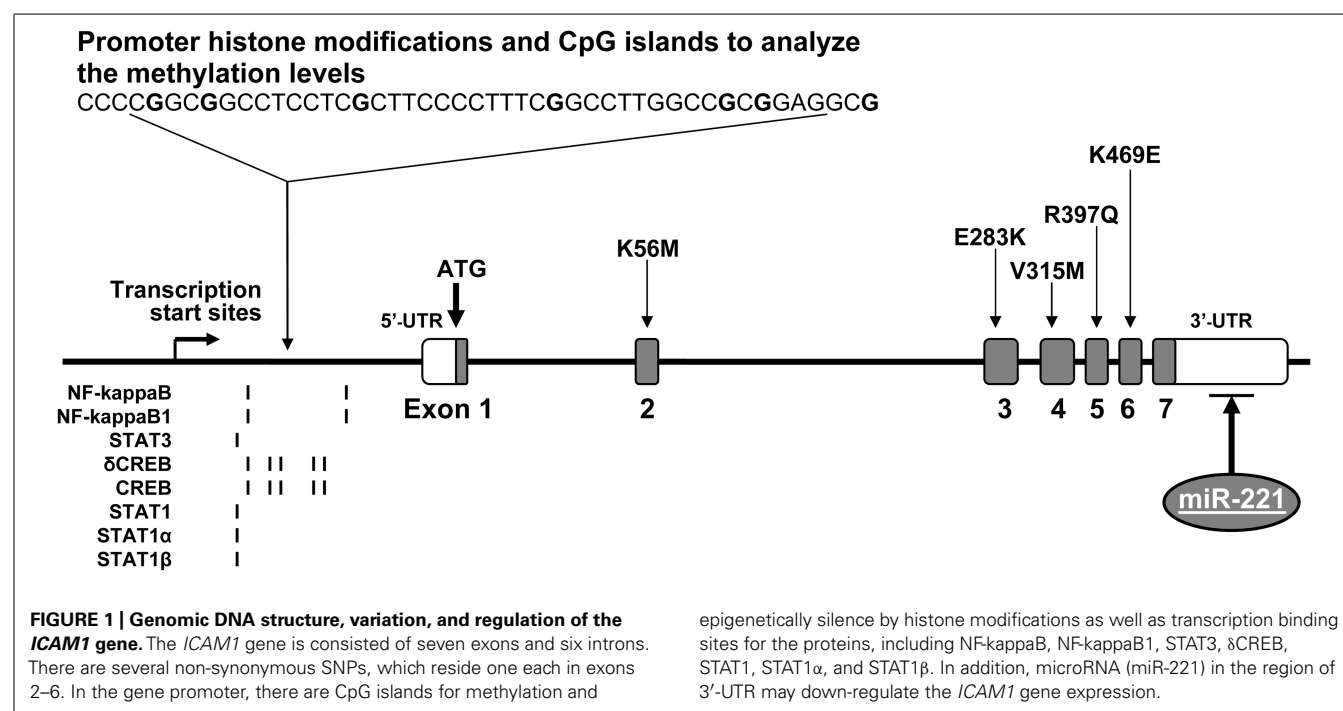 Promoter histone modifications and CpG islands to analyze
the methylation levels
CCCCGGCGGCCTCCTCGCTTCCCCTTTCGGCCTTGGCCGCGGAGGCG
K469E
R397Q
E283K
V315M
K56M
ATG
Transcription
start sites
5’-UTR
3’-UTR
NF-kappaB
NF-kappaB1
STAT3
δCREB
CREB
STAT1
STAT1α
STAT1β
Exon 1
2
3
4
5
6
7
miR-221
FIGURE 1 | Genomic DNA structure, variation, and regulation of the
ICAM1 gene. The ICAM1 gene is consisted of seven exons and six introns.
There are several non-synonymous SNPs, which reside one each in exons
2–6. In the gene promoter, there are CpG islands for methylation and
epigenetically silence by histone modifications as well as transcription binding
sites for the proteins, including NF-kappaB, NF-kappaB1, STAT3, δCREB,
STAT1, STAT1α, and STAT1β. In addition, microRNA (miR-221) in the region of
3′-UTR may down-regulate the ICAM1 gene expression.